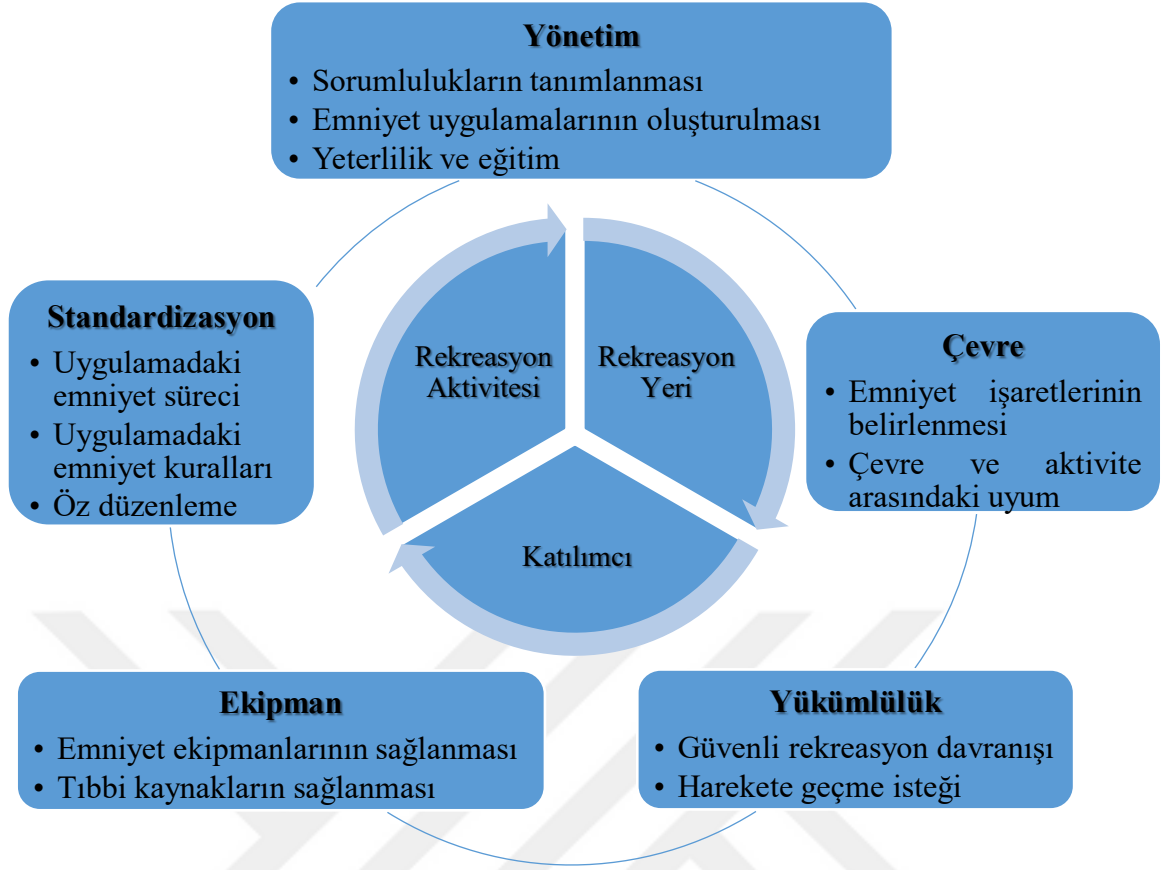 Yönetim
• Sorumlulukların tanımlanması
• Emniyet uygulamalarının oluşturulması
• Yeterlilik ve eğitim
Standardizasyon
• Uygulamadaki
emniyet süreci
• Uygulamadaki
emniyet kuralları
• Öz düzenleme
Rekreasyon
Aktivitesi
Rekreasyon
Yeri
Katılımcı
Çevre
• Emniyet işaretlerinin
belirlenmesi
• Çevre ve aktivite
arasındaki uyum
Ekipman
• Emniyet ekipmanlarının sağlanması
• Tıbbi kaynakların sağlanması
Yükümlülük
• Güvenli rekreasyon davranışı
• Harekete geçme isteği